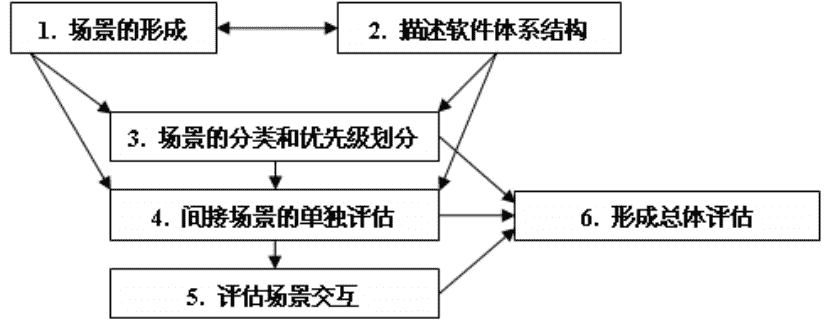 1. 场景的形成
2. 描述软件体系结构
3. 场景的分类和优先级划分
4. 间接场景的单独评估
6. 形成总体评估
5. 评估场景交互